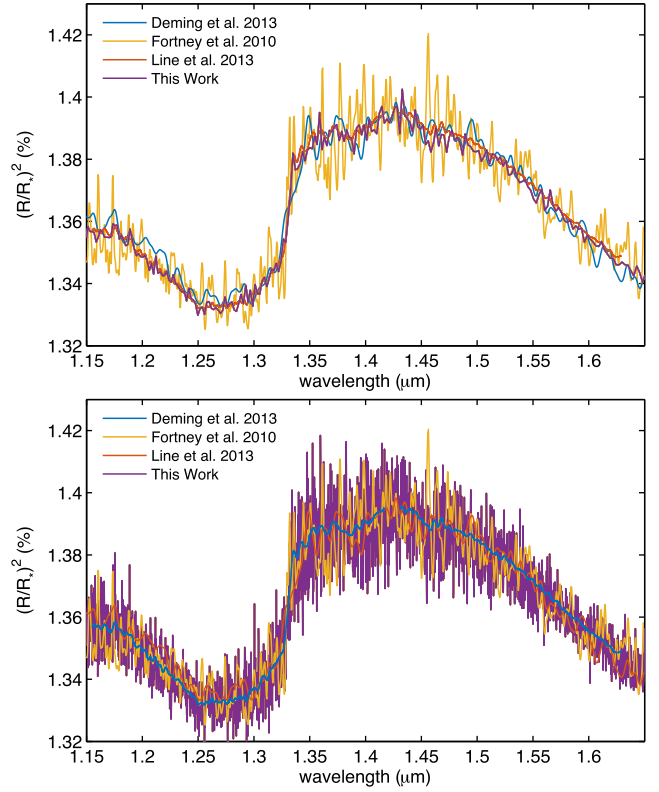 Deming et al. 2013
Fortney et al. 2010
Line et al. 2013
This Work
1.42
1.4
1.38
1.36
1.34
1.32
(R/R*)² (%)
1.15 1.2 1.25 1.3 1.35 1.4 1.45 1.5 1.55 1.6
wavelength (μm)
Deming et al. 2013
Fortney et al. 2010
Line et al. 2013
This Work
1.42
1.4
1.38
1.36
1.34
1.32
(R/R*)² (%)
1.15 1.2 1.25 1.3 1.35 1.4 1.45 1.5 1.55 1.6
wavelength (μm)